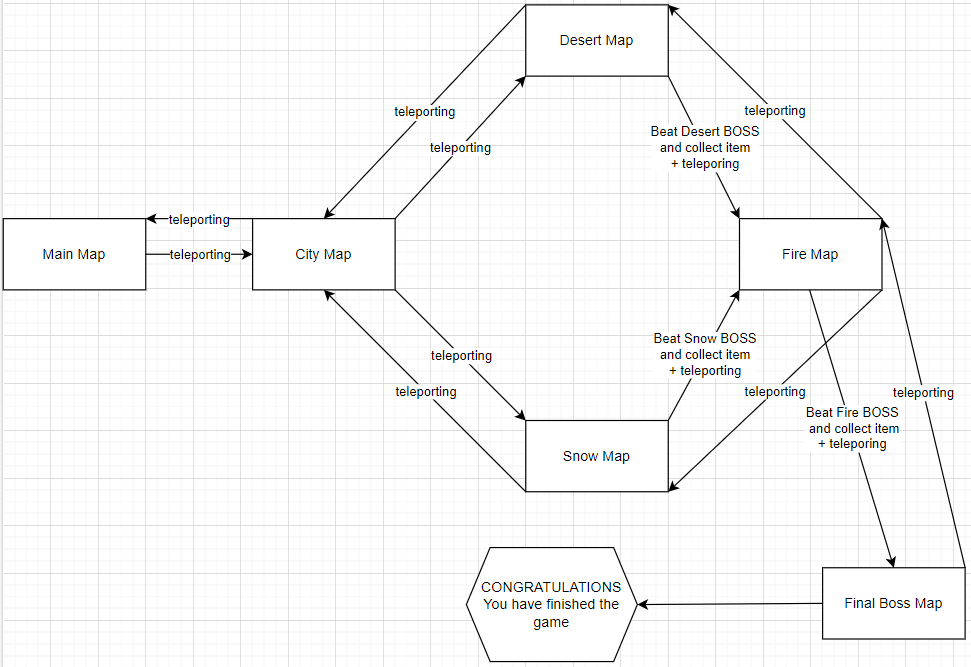 Desert Map
teleporting
teleporting
teleporting
Beat Desert BOSS
and collect item
+ teleporing
teleporting
Main Map
teleporting
City Map
Fire Map
Beat Snow BOSS
and collect item
+ teleporting
teleporting
teleporting
teleporting
teleporting
Beat Fire BOSS
and collect item
+ teleporing
Snow Map
CONGRATULATIONS
You have finished the
game
Final Boss Map